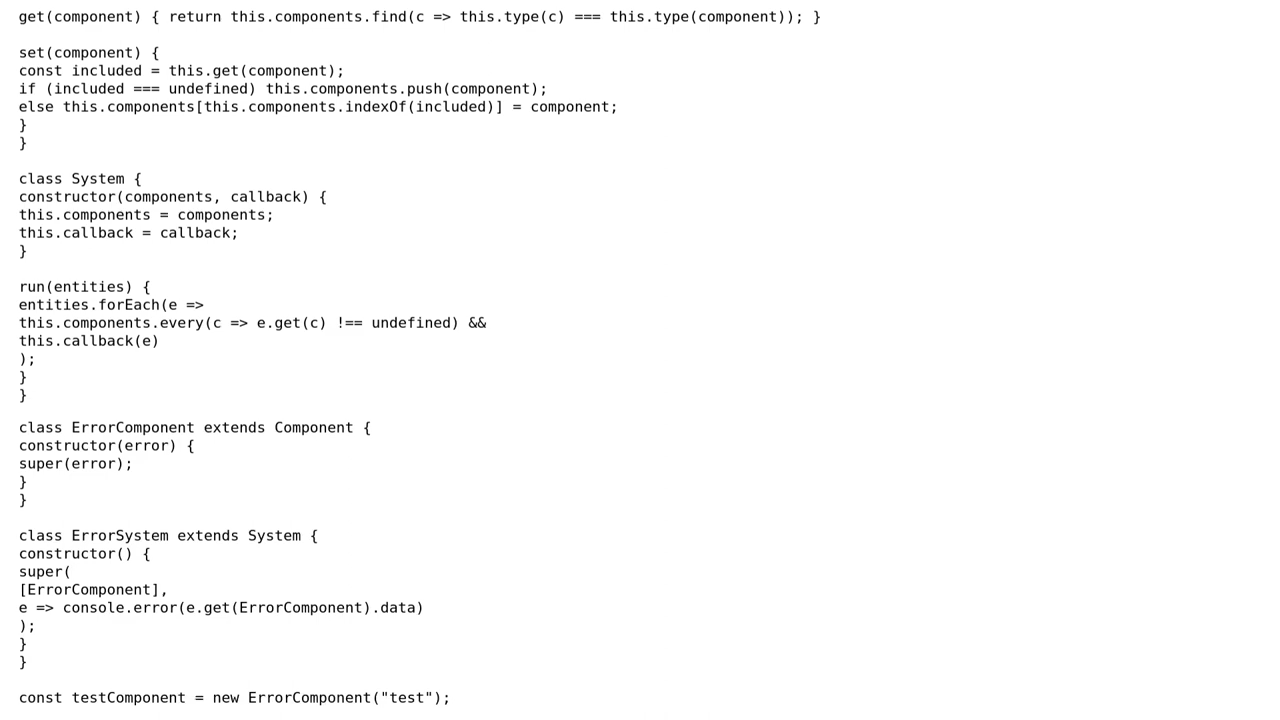 get(component) { return this.components.find(c => this.type(c) === this.type(component)); }
set(component) {
const included = this.get(component);
if (included === undefined) this.components.push(component);
else this.components[this.components.indexOf(included)] = component;
}
}
class System {
constructor(components, callback) {
this.components = components;
this.callback = callback;
}
run(entities) {
entities.forEach(e =>
this.components.every(c => e.get(c) !== undefined) &&
this.callback(e)
);
}
}
class ErrorComponent extends Component {
constructor(error) {
super(error);
}
}
class ErrorSystem extends System {
constructor() {
super(
[ErrorComponent],
e => console.error(e.get(ErrorComponent).data)
);
}
}
const testComponent = new ErrorComponent("test");